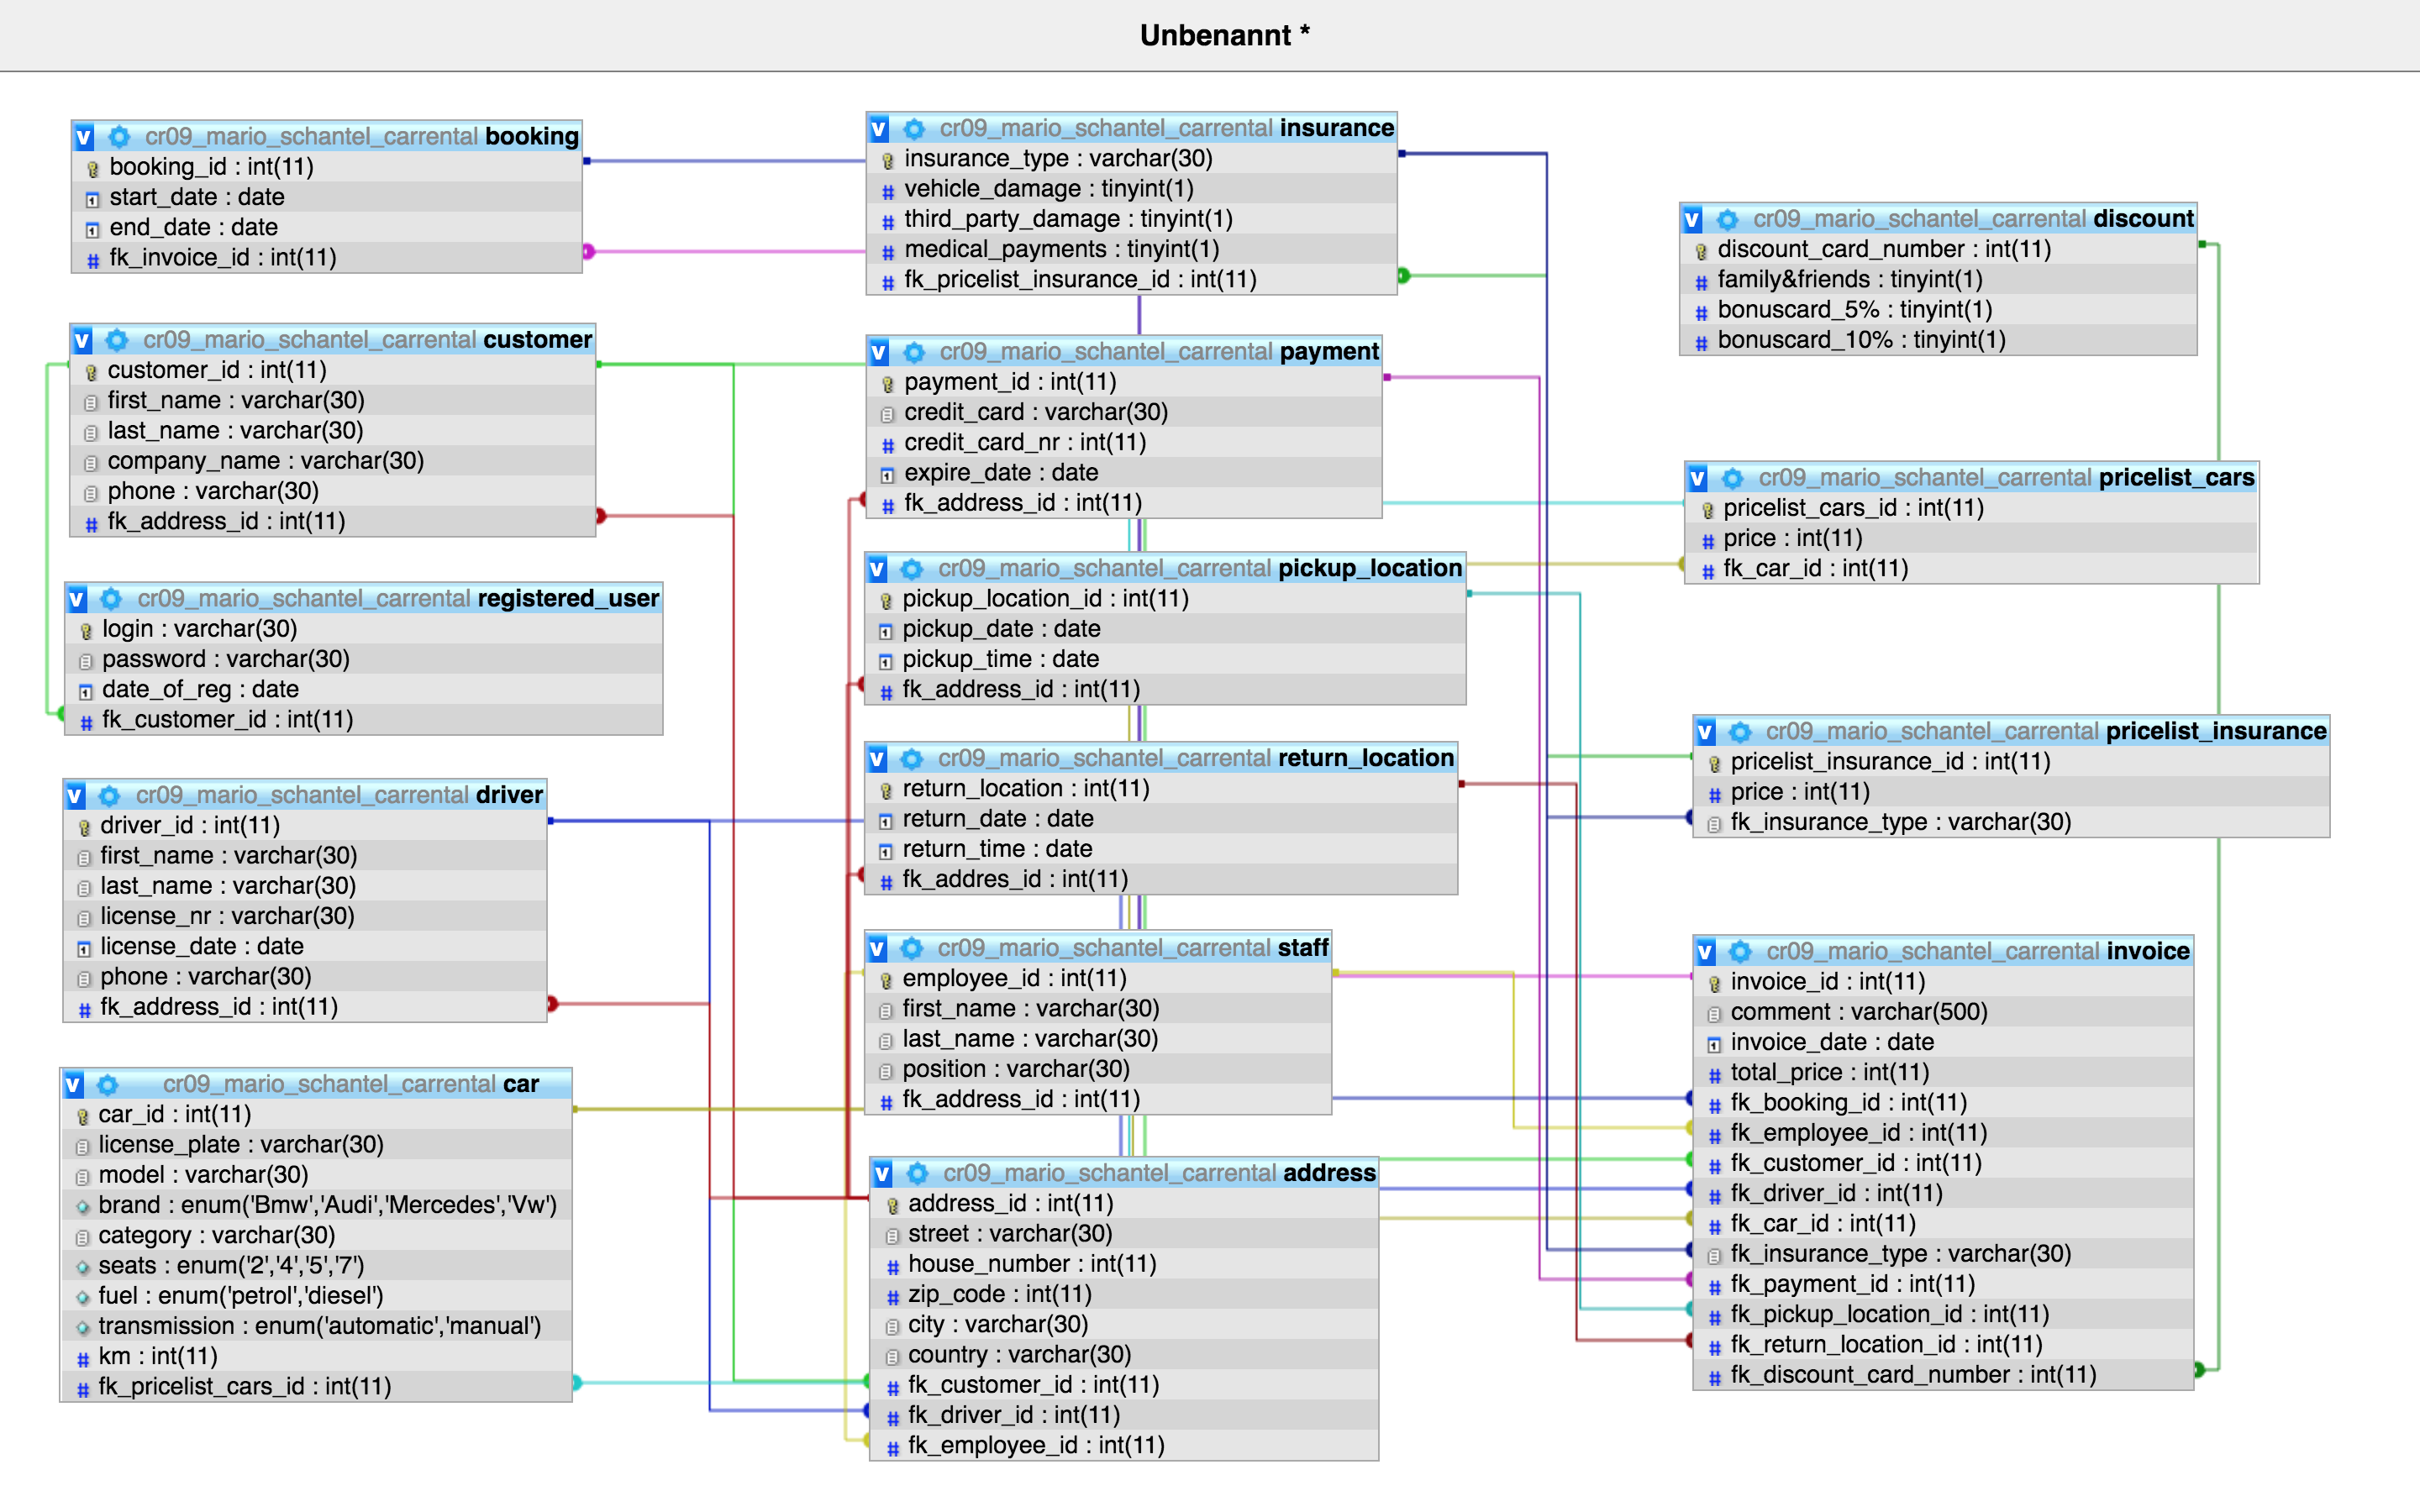 Unbenannt *
v cr09_mario_schantel_carrental booking
booking_id : int(11)
start_date : date
end_date : date
fk_invoice_id : int(11)
v cr09_mario_schantel_carrental customer
customer_id : int(11)
first_name : varchar(30)
last_name : varchar(30)
company_name : varchar(30)
phone : varchar(30)
fk_address_id : int(11)
v cr09_mario_schantel_carrental registered_user
login : varchar(30)
password : varchar(30)
date_of_reg : date
fk_customer_id : int(11)
v cr09_mario_schantel_carrental driver
driver_id : int(11)
first_name : varchar(30)
last_name : varchar(30)
license_nr : varchar(30)
license_date : date
phone : varchar(30)
fk_address_id : int(11)
v cr09_mario_schantel_carrental car
car_id : int(11)
license_plate : varchar(30)
model : varchar(30)
brand : enum('Bmw','Audi','Mercedes','Vw')
category : varchar(30)
seats : enum('2','4','5','7')
fuel : enum('petrol','diesel')
transmission : enum('automatic','manual')
km : int(11)
fk_pricelist_cars_id : int(11)
v cr09_mario_schantel_carrental insurance
insurance_type : varchar(30)
vehicle_damage : tinyint(1)
third_party_damage : tinyint(1)
medical_payments : tinyint(1)
fk_pricelist_insurance_id : int(11)
v cr09_mario_schantel_carrental payment
payment_id : int(11)
credit_card : varchar(30)
credit_card_nr : int(11)
expire_date : date
fk_address_id : int(11)
v cr09_mario_schantel_carrental pickup_location
pickup_location_id : int(11)
pickup_date : date
pickup_time : date
fk_address_id : int(11)
v cr09_mario_schantel_carrental return_location
return_location : int(11)
return_date : date
return_time : date
fk_addres_id : int(11)
v cr09_mario_schantel_carrental staff
employee_id : int(11)
first_name : varchar(30)
last_name : varchar(30)
position : varchar(30)
fk_address_id : int(11)
v cr09_mario_schantel_carrental address
address_id : int(11)
street : varchar(30)
house_number : int(11)
zip_code : int(11)
city : varchar(30)
country : varchar(30)
fk_customer_id : int(11)
fk_driver_id : int(11)
fk_employee_id : int(11)
v cr09_mario_schantel_carrental discount
discount_card_number : int(11)
family&friends : tinyint(1)
bonuscard_5% : tinyint(1)
bonuscard_10% : tinyint(1)
v cr09_mario_schantel_carrental pricelist_cars
pricelist_cars_id : int(11)
price : int(11)
fk_car_id : int(11)
v cr09_mario_schantel_carrental pricelist_insurance
pricelist_insurance_id : int(11)
price : int(11)
fk_insurance_type : varchar(30)
v cr09_mario_schantel_carrental invoice
invoice_id : int(11)
comment : varchar(500)
invoice_date : date
total_price : int(11)
fk_booking_id : int(11)
fk_employee_id : int(11)
fk_customer_id : int(11)
fk_driver_id : int(11)
fk_car_id : int(11)
fk_insurance_type : varchar(30)
fk_payment_id : int(11)
fk_pickup_location_id : int(11)
fk_return_location_id : int(11)
fk_discount_card_number : int(11)